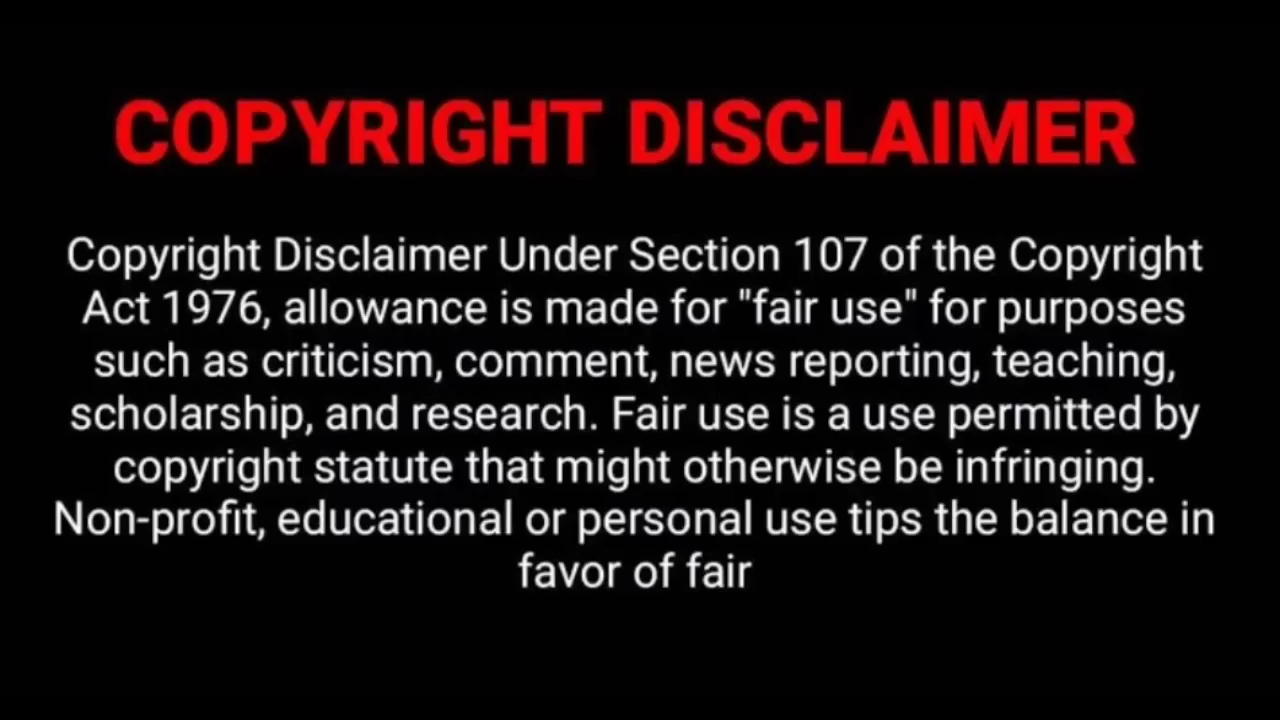 COPYRIGHT DISCLAIMER
Copyright Disclaimer Under Section 107 of the Copyright
Act 1976, allowance is made for "fair use" for purposes
such as criticism, comment, news reporting, teaching,
scholarship, and research. Fair use is a use permitted by
copyright statute that might otherwise be infringing.
Non-profit, educational or personal use tips the balance in
favor of fair